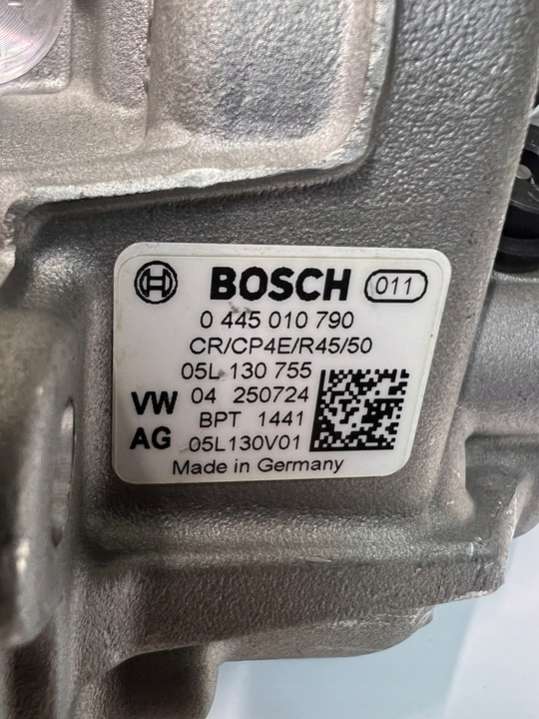 BOSCH 011
0 445 010 790
CR/CP4E/R45/50
05L 130 755
VW 04 250724
BPT 1441
AG 05L130V01
Made in Germany